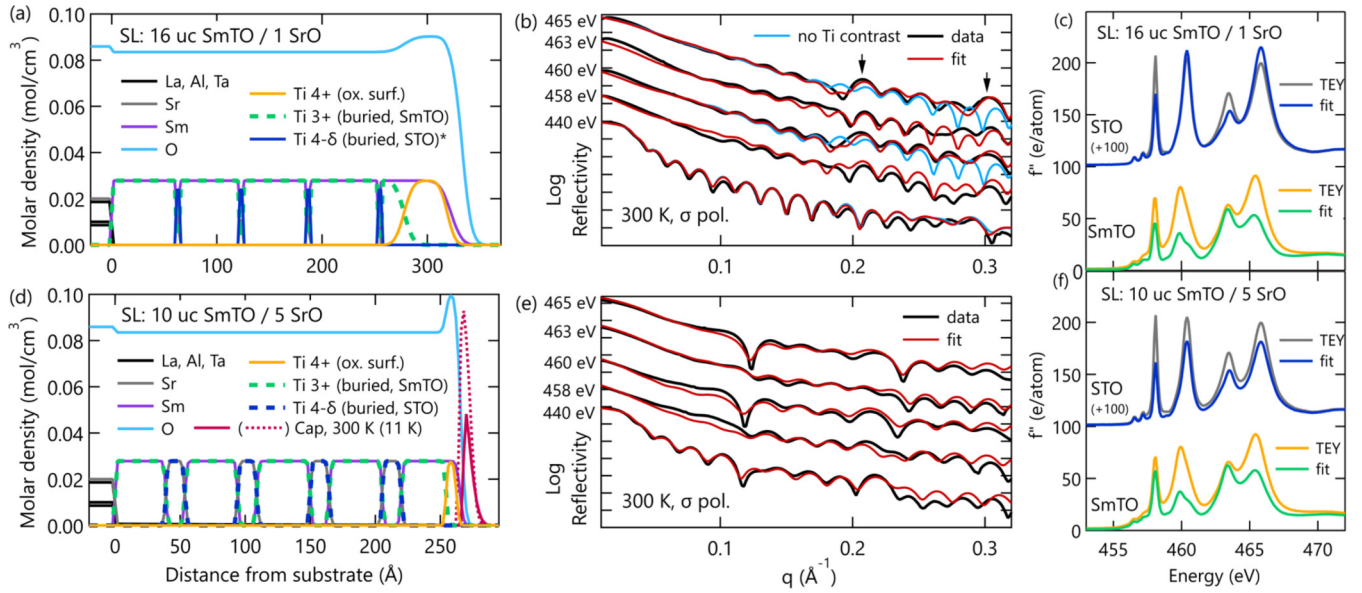 (a)
SL: 16 uc SmTO / 1 SrO
Molar density (mol/cm³)
0.10
0.08
0.06
0.04
0.02
0.00
La, Al, Ta
Sr
Sm
O
Ti 4+ (ox. surf.)
Ti 3+ (buried, SmTO)
Ti 4-δ (buried, STO)*
0
100
200
300
(b)
465 eV
463 eV
460 eV
458 eV
440 eV
no Ti contrast
data
fit
Log
Reflectivity
300 K, σ pol.
0.1
0.2
0.3
(c)
SL: 16 uc SmTO / 1 SrO
f" (e/atom)
200
150
100
50
0
STO
(+100)
TEY
fit
SmTO
TEY
fit
460
465
470
(d)
SL: 10 uc SmTO / 5 SrO
Molar density (mol/cm³)
0.10
0.08
0.06
0.04
0.02
0.00
La, Al, Ta
Sr
Sm
O
Ti 4+ (ox. surf.)
Ti 3+ (buried, SmTO)
Ti 4-δ (buried, STO)
( ) Cap, 300 K (11 K)
0
50
100
150
200
250
Distance from substrate (Å)
(e)
465 eV
463 eV
460 eV
458 eV
440 eV
data
fit
Log
Reflectivity
300 K, σ pol.
0.1
0.2
0.3
q (Å⁻¹)
(f)
SL: 10 uc SmTO / 5 SrO
f" (e/atom)
200
150
100
50
0
STO
(+100)
TEY
fit
SmTO
TEY
fit
455
460
465
470
Energy (eV)